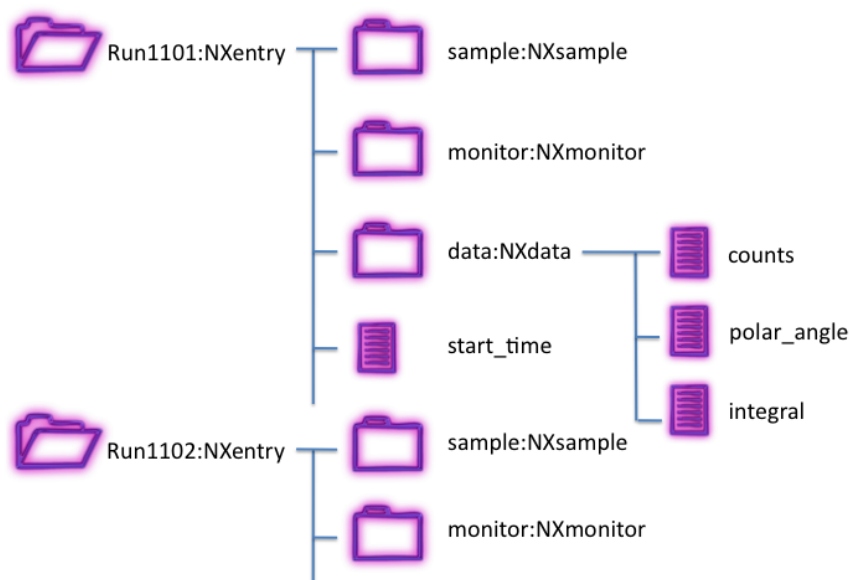 Run1101:NXentry
sample:NXsample
monitor:NXmonitor
data:NXdata
counts
polar_angle
integral
start_time
Run1102:NXentry
sample:NXsample
monitor:NXmonitor